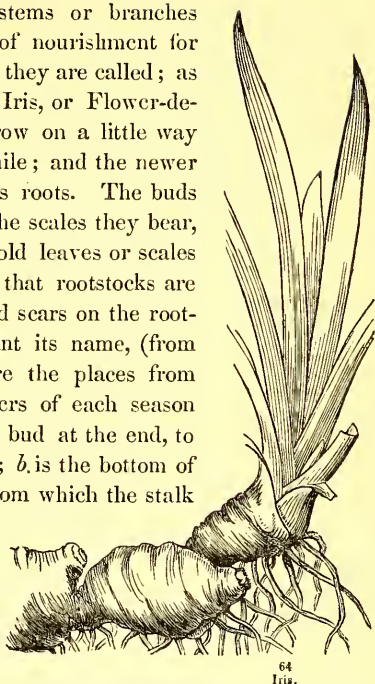 stems or branches
of nourishment for
they are called; as
Iris, or Flower-de-
row on a little way
ile; and the newer
s roots. The buds
he scales they bear,
old leaves or scales
that rootstocks are
d scars on the root-
nt its name, (from
re the places from
ers of each season
bud at the end, to
; b. is the bottom of
om which the stalk
64
Iris.